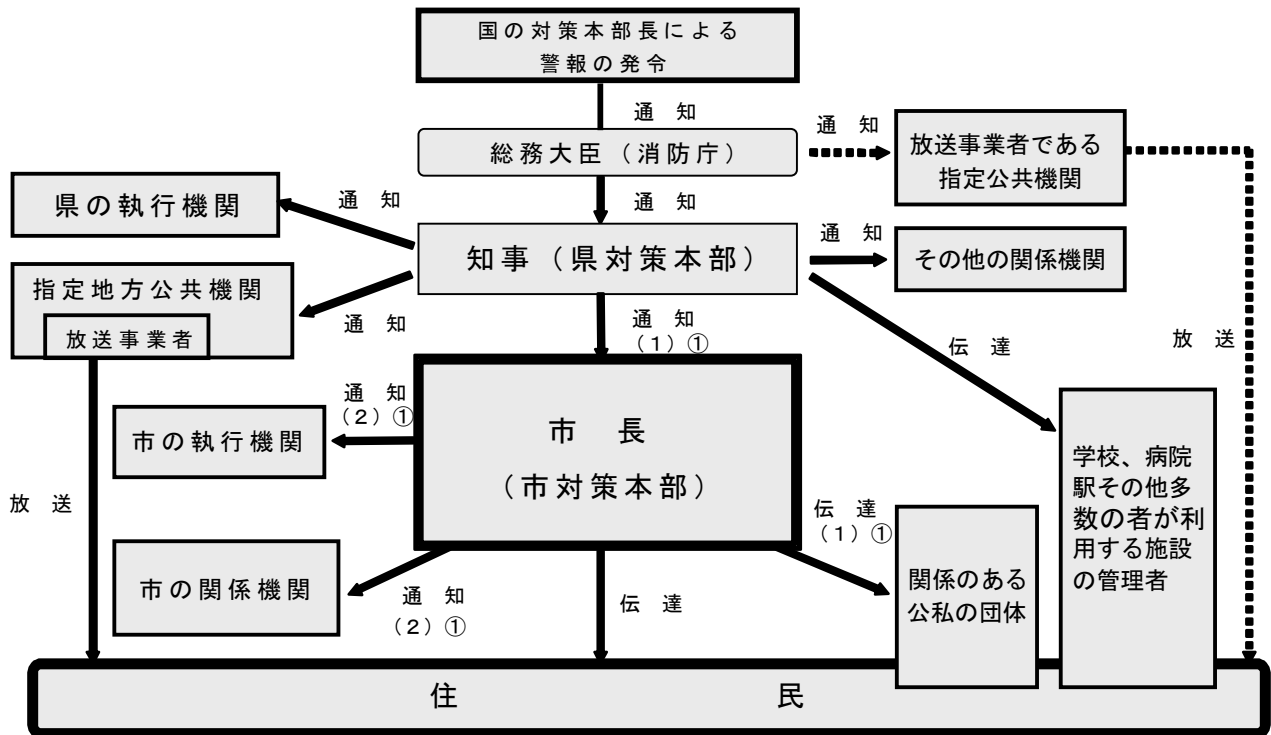 国の対策本部長による
警報の発令
通 知
総務大臣（消防庁）
通 知
放送事業者である
指定公共機関
県の執行機関
通 知
通 知
知事（県対策本部）
通 知
その他の関係機関
指定地方公共機関
放送事業者
通 知
通 知
（1）①
伝 達
放 送
市 長
（市対策本部）
通 知
（2）①
市の執行機関
学校、病院
駅その他多
数の者が利
用する施設
の管理者
放 送
伝 達
（1）①
市の関係機関
通 知
（2）①
伝 達
関係のある
公私の団体
住 民